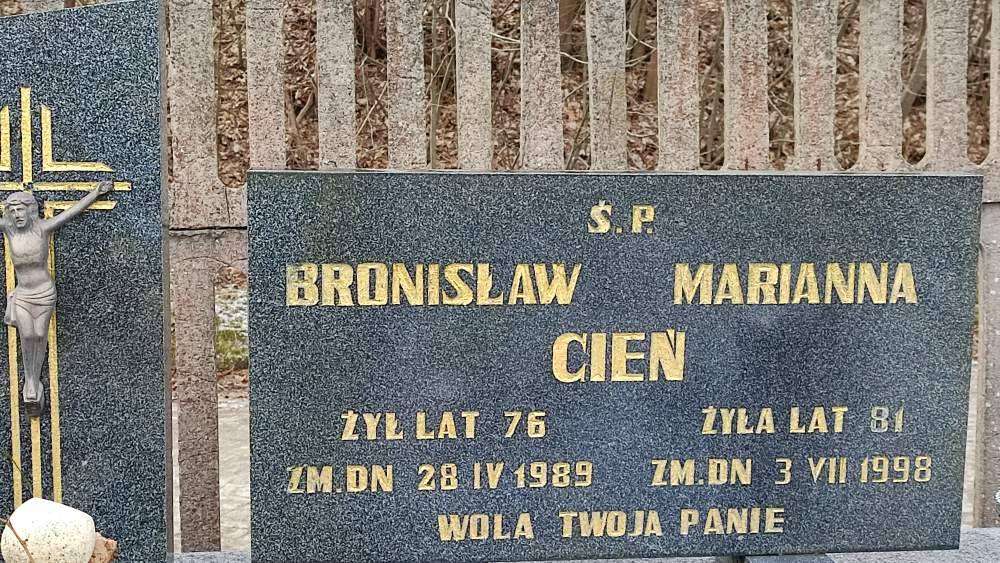 Ś.P.
BRONISŁAW MARIANNA
CIEŃ
ŻYŁ LAT 76 ŻYŁA LAT 81
ZM.DN 28 IV 1989 ZM.DN 3 VII 1998
WOLA TWOJA PANIE